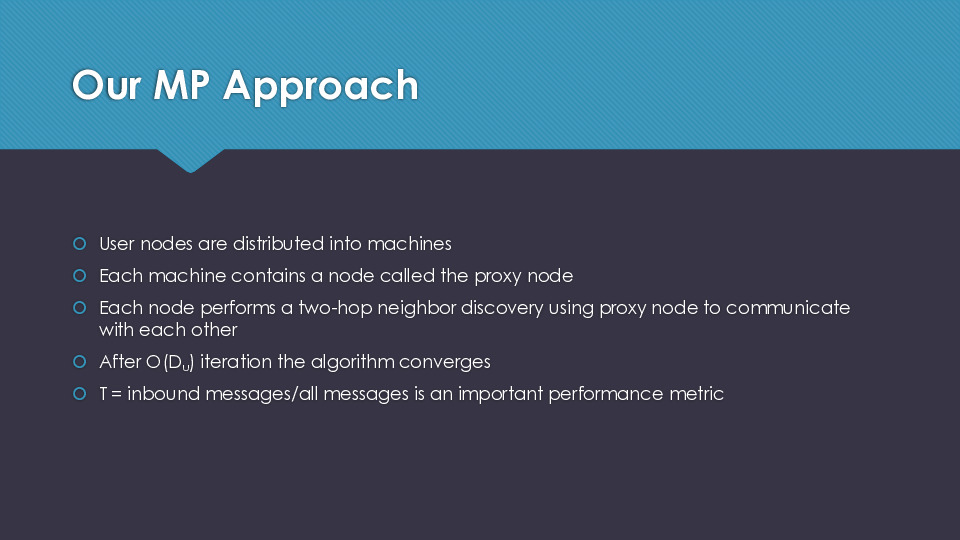 Our MP Approach
User nodes are distributed into machines
Each machine contains a node called the proxy node
Each node performs a two-hop neighbor discovery using proxy node to communicate
with each other
After O(Du) iteration the algorithm converges
T = inbound messages/all messages is an important performance metric